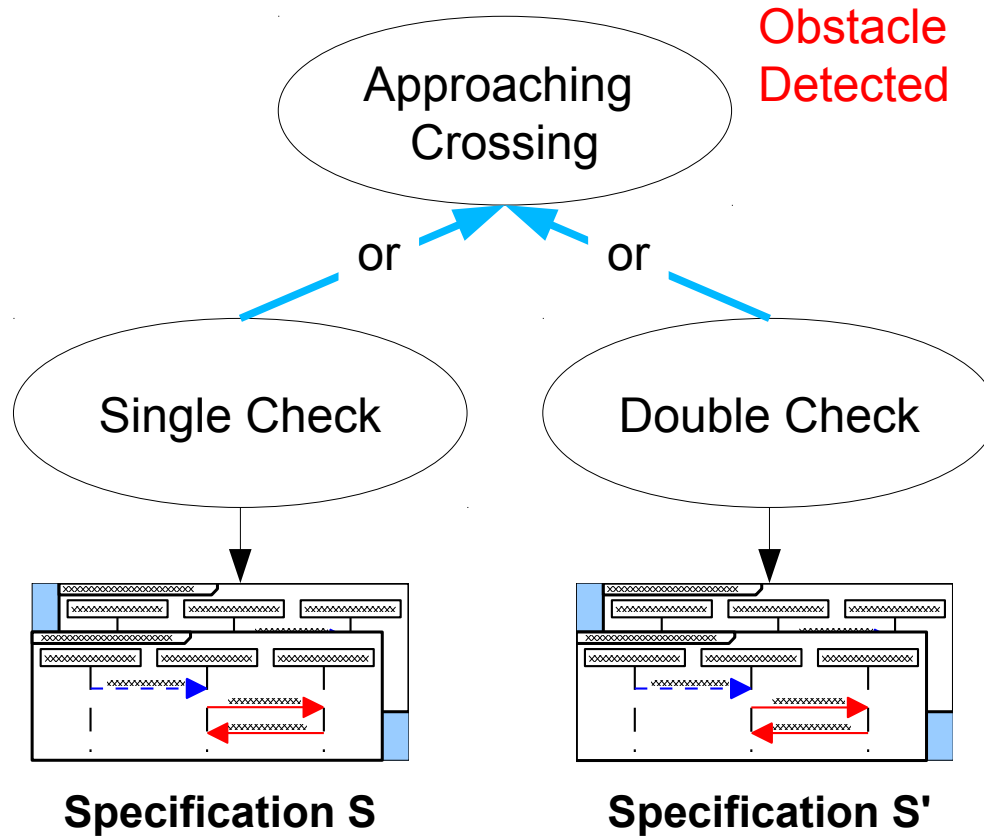 Obstacle
Detected
Approaching
Crossing
or
or
Single Check
Double Check
Specification S
Specification S'